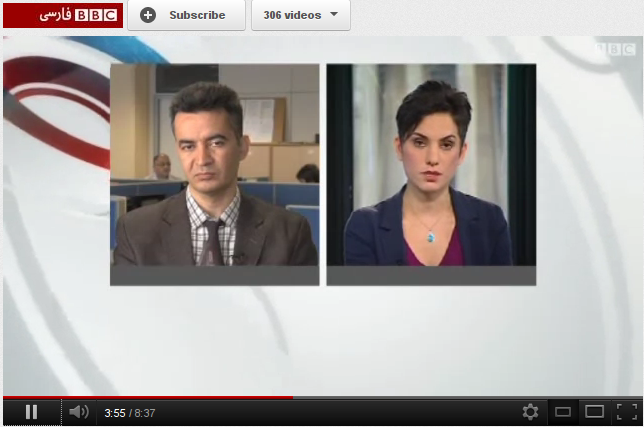 BBC فارسی
Subscribe
306 videos
BBC
3:55 / 8:37